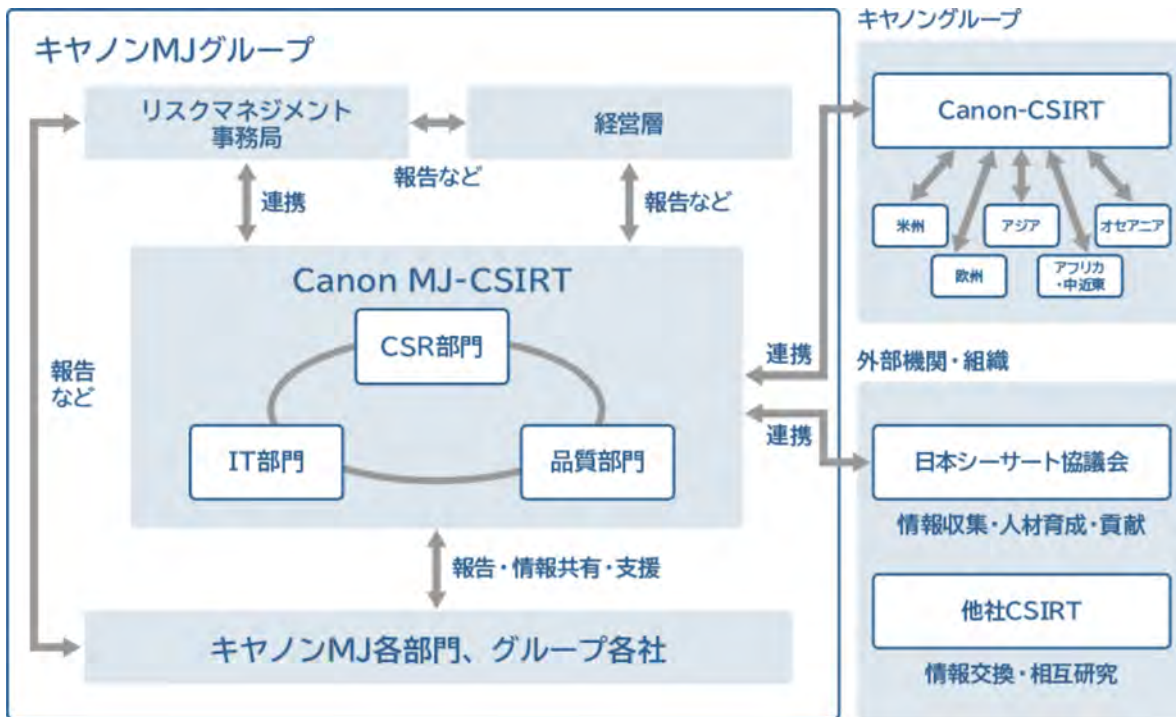 キヤノンMJグループ
リスクマネジメント
事務局
経営層
報告など
連携
報告など
Canon MJ-CSIRT
CSR部門
IT部門
品質部門
報告
など
報告・情報共有・支援
キヤノンMJ各部門、グループ各社
連携
連携
キヤノングループ
Canon-CSIRT
米州
アジア
オセアニア
欧州
アフリカ
・中近東
外部機関・組織
日本シーサート協議会
情報収集・人材育成・貢献
他社CSIRT
情報交換・相互研究